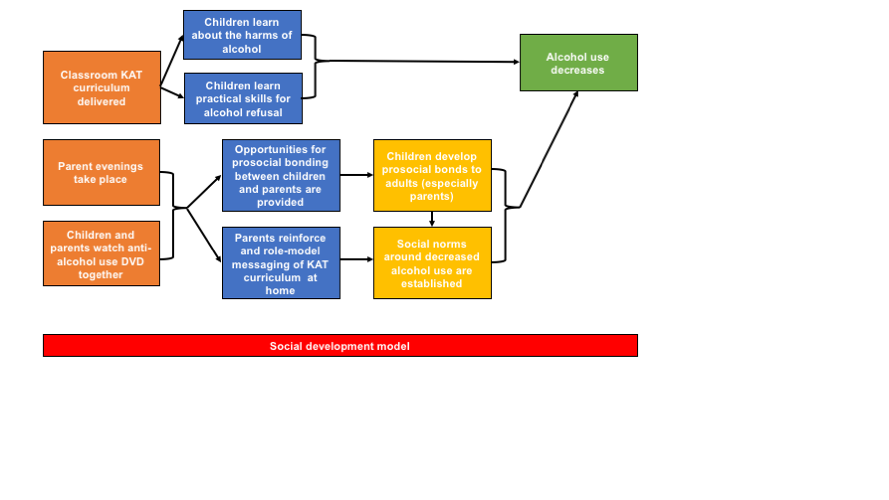 Children learn
about the harms of
alcohol
Classroom KAT
curriculum
delivered
Children learn
practical skills for
alcohol refusal
Alcohol use
decreases
Parent evenings
take place
Opportunities for
prosocial bonding
between children
and parents are
provided
Children develop
prosocial bonds to
adults (especially
parents)
Children and
parents watch anti-
alcohol use DVD
together
Parents reinforce
and role-model
messaging of KAT
curriculum at
home
Social norms
around decreased
alcohol use are
established
Social development model